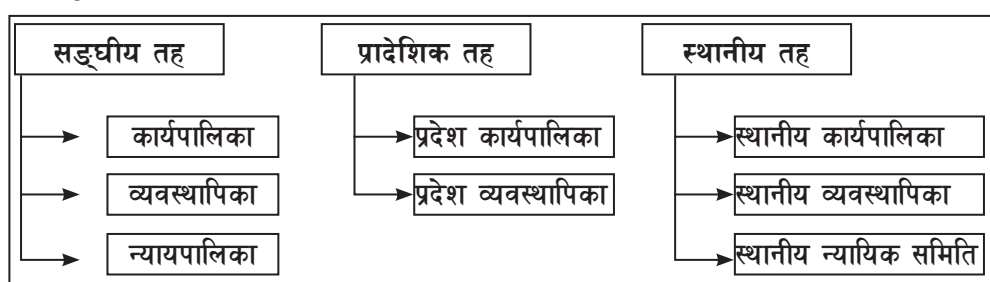 सङ्घीय तह
प्रादेशिक तह
स्थानीय तह
कार्यपालिका
प्रदेश कार्यपालिका
स्थानीय कार्यपालिका
व्यवस्थापिका
प्रदेश व्यवस्थापिका
स्थानीय व्यवस्थापिका
न्यायपालिका
स्थानीय न्यायिक समिति